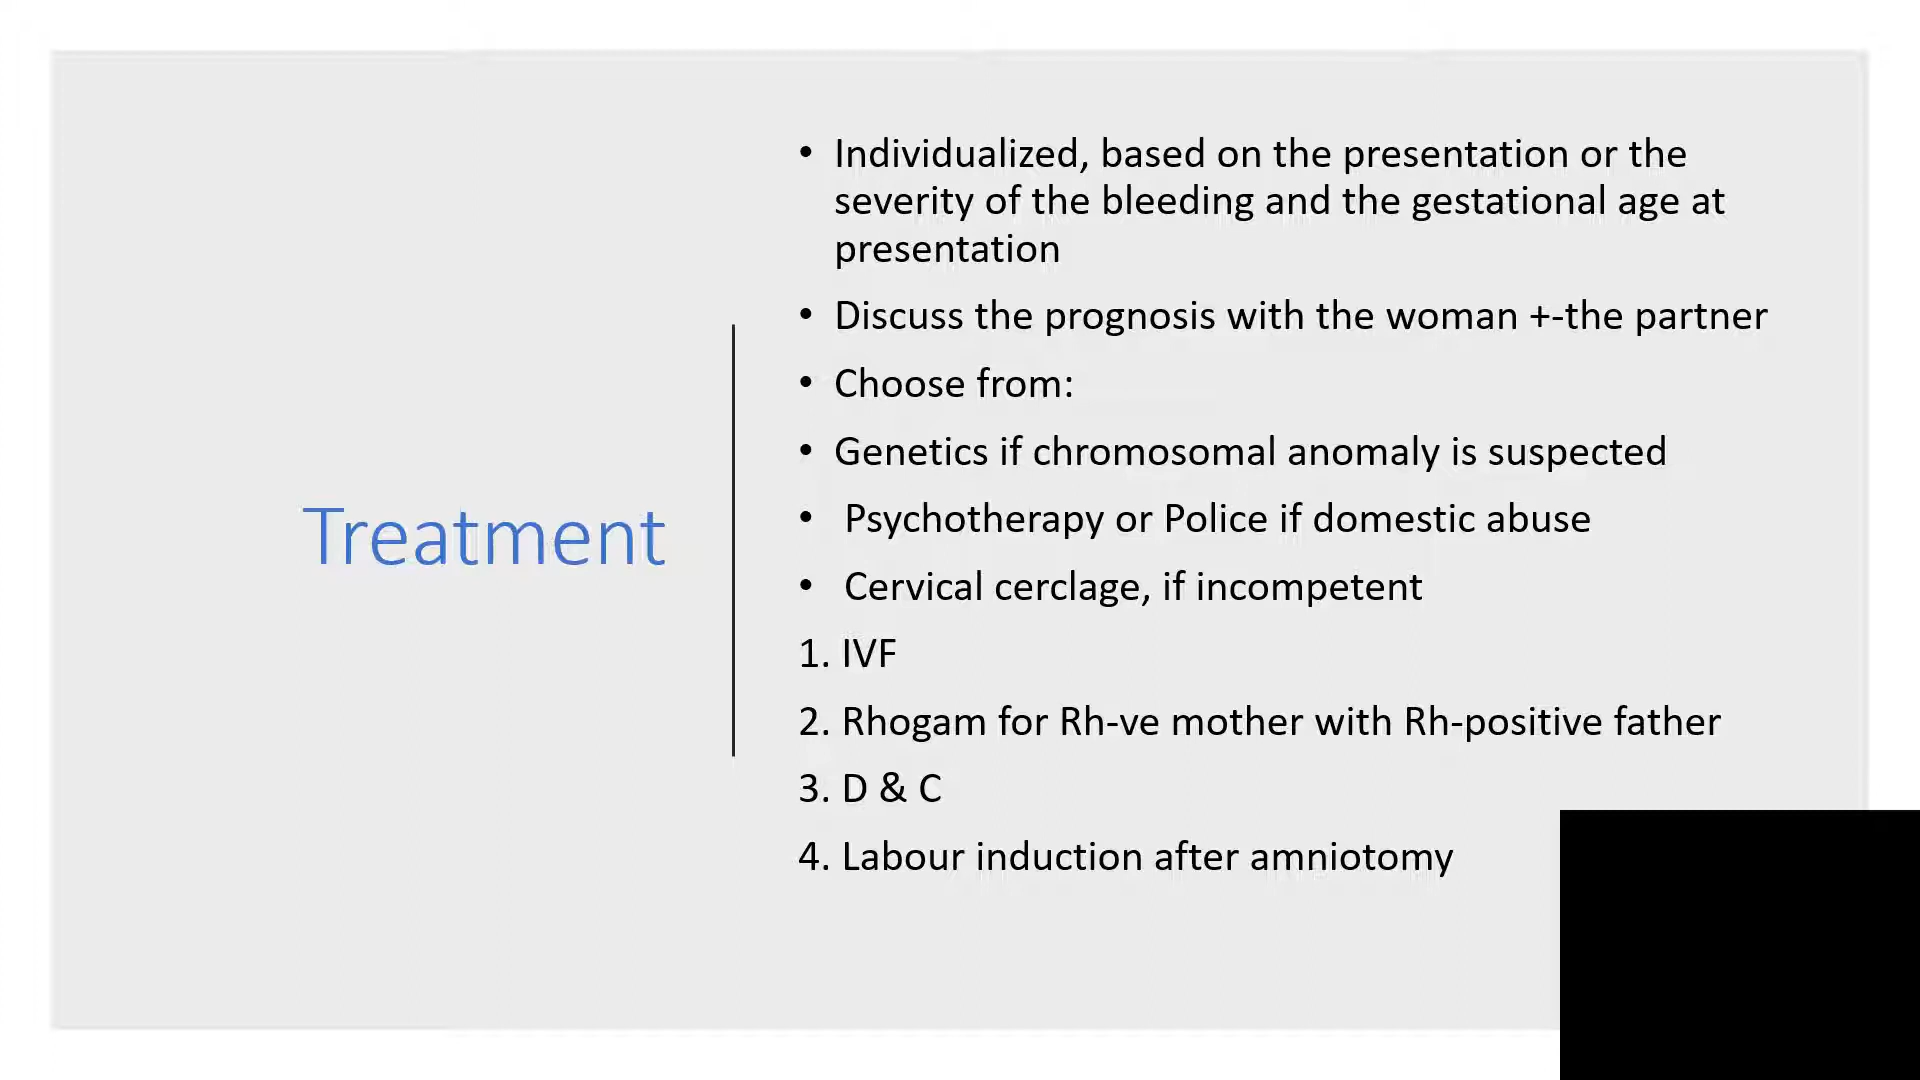 Treatment
• Individualized, based on the presentation or the
severity of the bleeding and the gestational age at
presentation
• Discuss the prognosis with the woman +-the partner
• Choose from:
• Genetics if chromosomal anomaly is suspected
• Psychotherapy or Police if domestic abuse
• Cervical cerclage, if incompetent
1. IVF
2. Rhogam for Rh-ve mother with Rh-positive father
3. D & C
4. Labour induction after amniotomy